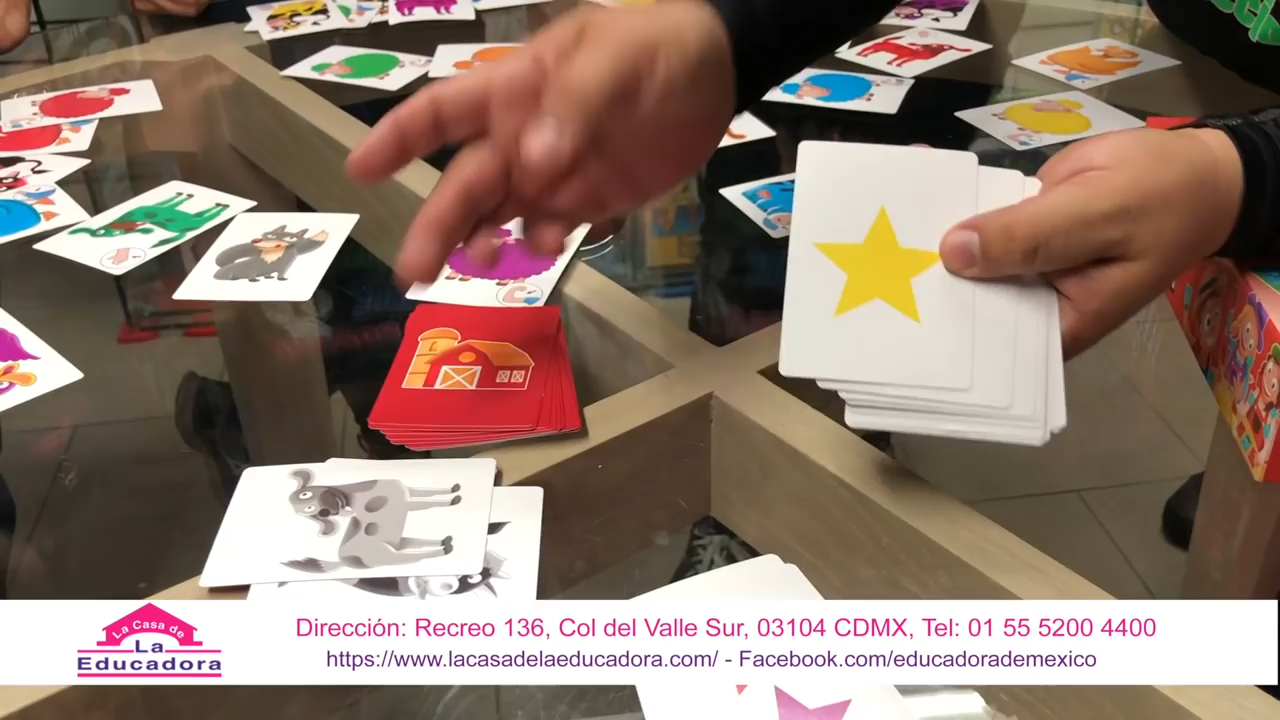 La Casa de
La
Educadora
Dirección: Recreo 136, Col del Valle Sur, 03104 CDMX, Tel: 01 55 5200 4400
https://www.lacasadelaeducadora.com/ - Facebook.com/educadorademexico